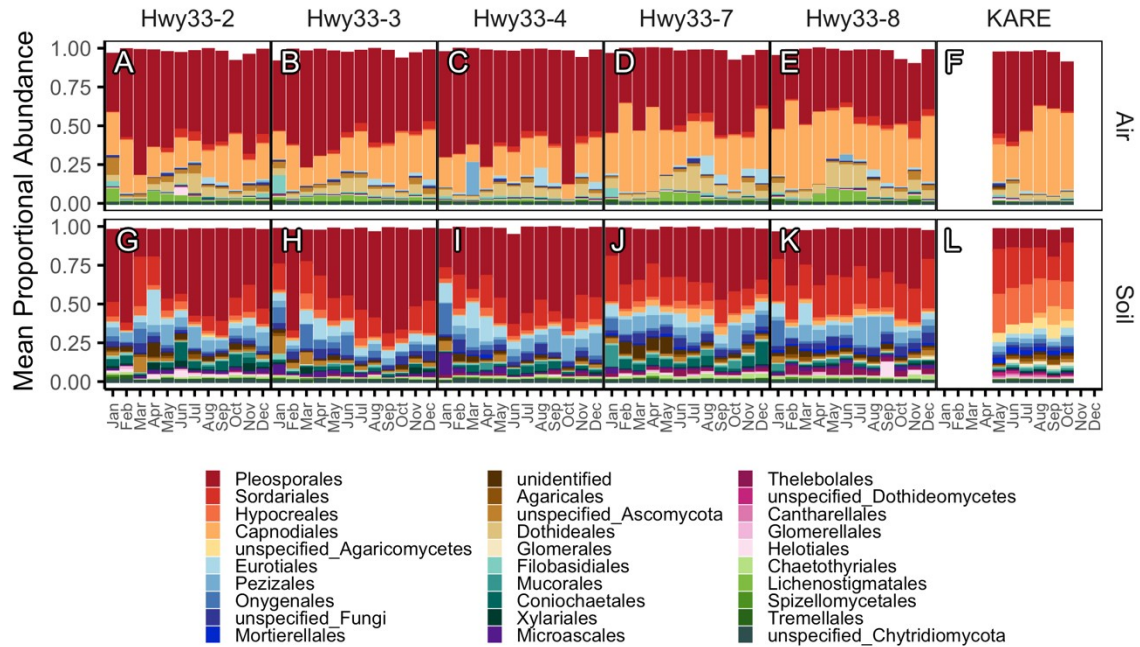 Hwy33-2 Hwy33-3 Hwy33-4 Hwy33-7 Hwy33-8 KARE
Mean Proportional Abundance
1.00 A B C D E F
0.75
0.50
0.25
0.00
Air
1.00 G H I J K L
0.75
0.50
0.25
0.00
Soil
Jan Feb Mar Apr May Jun Jul Aug Sep Oct Nov Dec Jan Feb Mar Apr May Jun Jul Aug Sep Oct Nov Dec Jan Feb Mar Apr May Jun Jul Aug Sep Oct Nov Dec Jan Feb Mar Apr May Jun Jul Aug Sep Oct Nov Dec Jan Feb Mar Apr May Jun Jul Aug Sep Oct Nov Dec Jan Feb Mar Apr May Jun Jul Aug Sep Oct Nov Dec
Pleosporales
Sordariales
Hypocreales
Capnodiales
unspecified_Agaricomycetes
Eurotiales
Pezizales
Onygenales
unspecified_Fungi
Mortierellales
unidentified
Agaricales
unspecified_Ascomycota
Dothideales
Glomerales
Filobasidiales
Mucorales
Coniochaetales
Xylariales
Microascales
Thelebolales
unspecified_Dothideomycetes
Cantharellales
Glomerellales
Helotiales
Chaetothyriales
Lichenostigmatales
Spizellomycetales
Tremellales
unspecified_Chytridiomycota